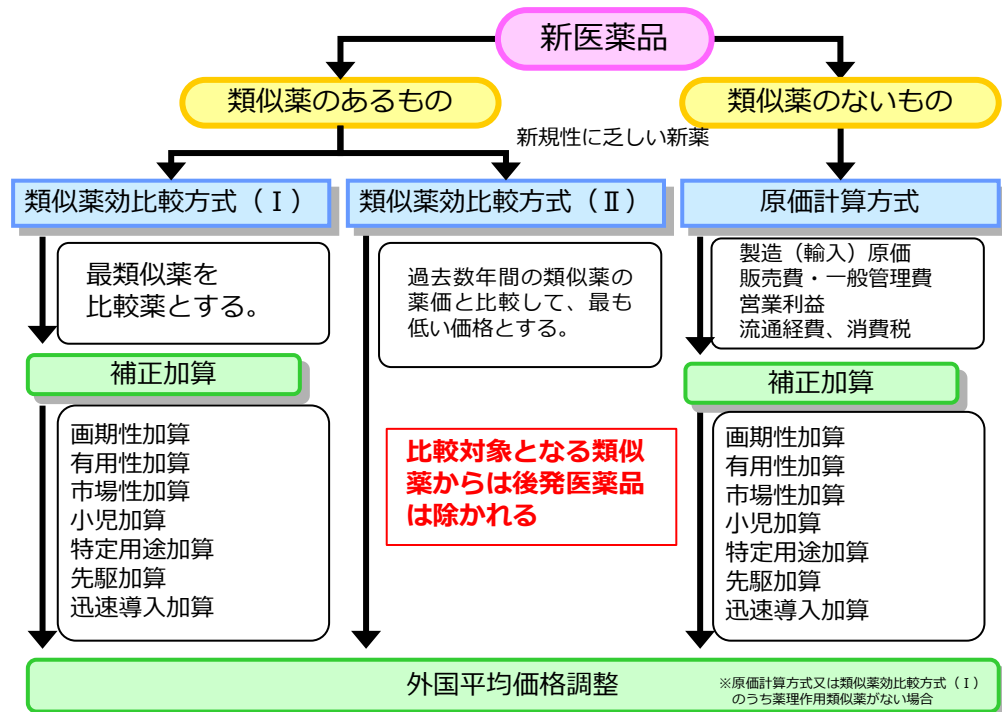 新医薬品
類似薬のあるもの
類似薬のないもの
新規性に乏しい新薬
類似薬効比較方式（Ⅰ）
類似薬効比較方式（Ⅱ）
原価計算方式
最類似薬を
比較薬とする。
過去数年間の類似薬の
薬価と比較して、最も
低い価格とする。
製造（輸入）原価
販売費・一般管理費
営業利益
流通経費、消費税
補正加算
補正加算
画期性加算
有用性加算
市場性加算
小児加算
特定用途加算
先駆加算
迅速導入加算
比較対象となる類似
薬からは後発医薬品
は除かれる
画期性加算
有用性加算
市場性加算
小児加算
特定用途加算
先駆加算
迅速導入加算
外国平均価格調整
※原価計算方式又は類似薬効比較方式（Ⅰ）
のうち薬理作用類似薬がない場合